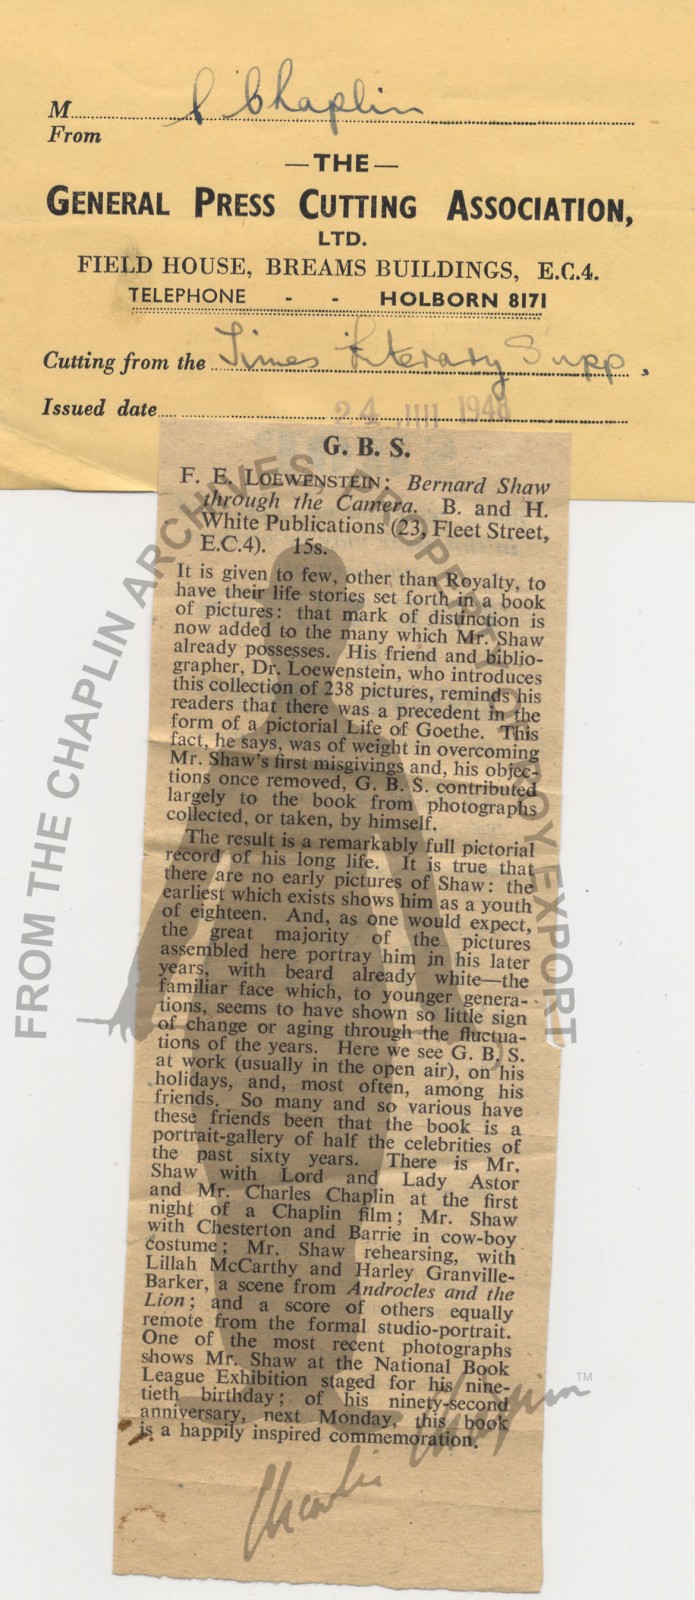 M C Chaplin
From
—THE—
GENERAL PRESS CUTTING ASSOCIATION,
LTD.
FIELD HOUSE, BREAMS BUILDINGS, E.C.4.
TELEPHONE - - HOLBORN 8171
Cutting from the Times Literary Supp.
Issued date 24 JUL 1948
G. B. S.
F. E. LOEWENSTEIN: Bernard Shaw
through the Camera. B. and H.
White Publications (23, Fleet Street,
E.C.4). 15s.
It is given to few, other than Royalty, to
have their life stories set forth in a book
of pictures: that mark of distinction is
now added to the many which Mr. Shaw
already possesses. His friend and biblio-
grapher, Dr. Loewenstein, who introduces
this collection of 238 pictures, reminds his
readers that there was a precedent in the
form of a pictorial Life of Goethe. This
fact, he says, was of weight in overcoming
Mr. Shaw's first misgivings and, his objec-
tions once removed, G. B. S. contributed
largely to the book from photographs
collected, or taken, by himself.
The result is a remarkably full pictorial
record of his long life. It is true that
there are no early pictures of Shaw: the
earliest which exists shows him as a youth
of eighteen. And, as one would expect,
the great majority of the pictures
assembled here portray him in his later
years, with beard already white—the
familiar face which, to younger genera-
tions, seems to have shown so little sign
of change or aging through the fluctua-
tions of the years. Here we see G. B. S.
at work (usually in the open air), on his
holidays, and, most often, among his
friends. So many and so various have
these friends been that the book is a
portrait-gallery of half the celebrities of
the past sixty years. There is Mr.
Shaw with Lord and Lady Astor
and Mr. Charles Chaplin at the first
night of a Chaplin film; Mr. Shaw
with Chesterton and Barrie in cow-boy
costume; Mr. Shaw rehearsing, with
Lillah McCarthy and Harley Granville-
Barker, a scene from Androcles and the
Lion; and a score of others equally
remote from the formal studio-portrait.
One of the most recent photographs
shows Mr. Shaw at the National Book
League Exhibition staged for his nine-
tieth birthday; of his ninety-second
anniversary, next Monday, this book
is a happily inspired commemoration.
FROM THE CHAPLIN ARCHIVES, PROPERTY OF ROY EXPORT
Charlie Chaplin TM